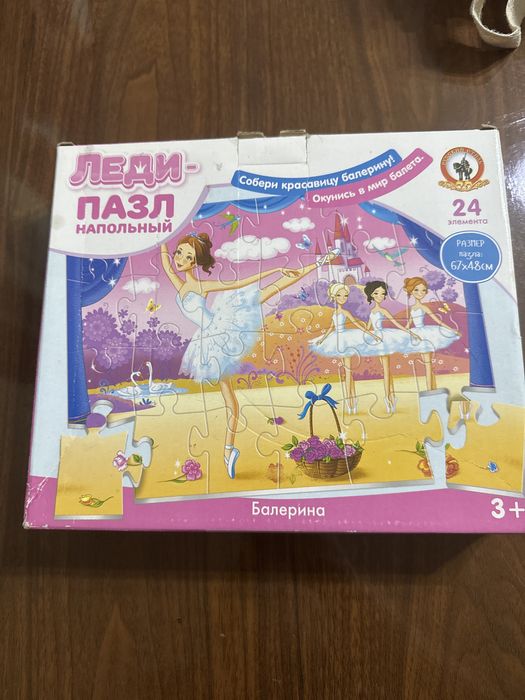 ЛЕДИ-
ПАЗЛ
НАПОЛЬНЫЙ
Собери красавицу балерину!
Окунись в мир балета.
24
элемента
РАЗМЕР
пазла:
67х48см
Балерина
3+